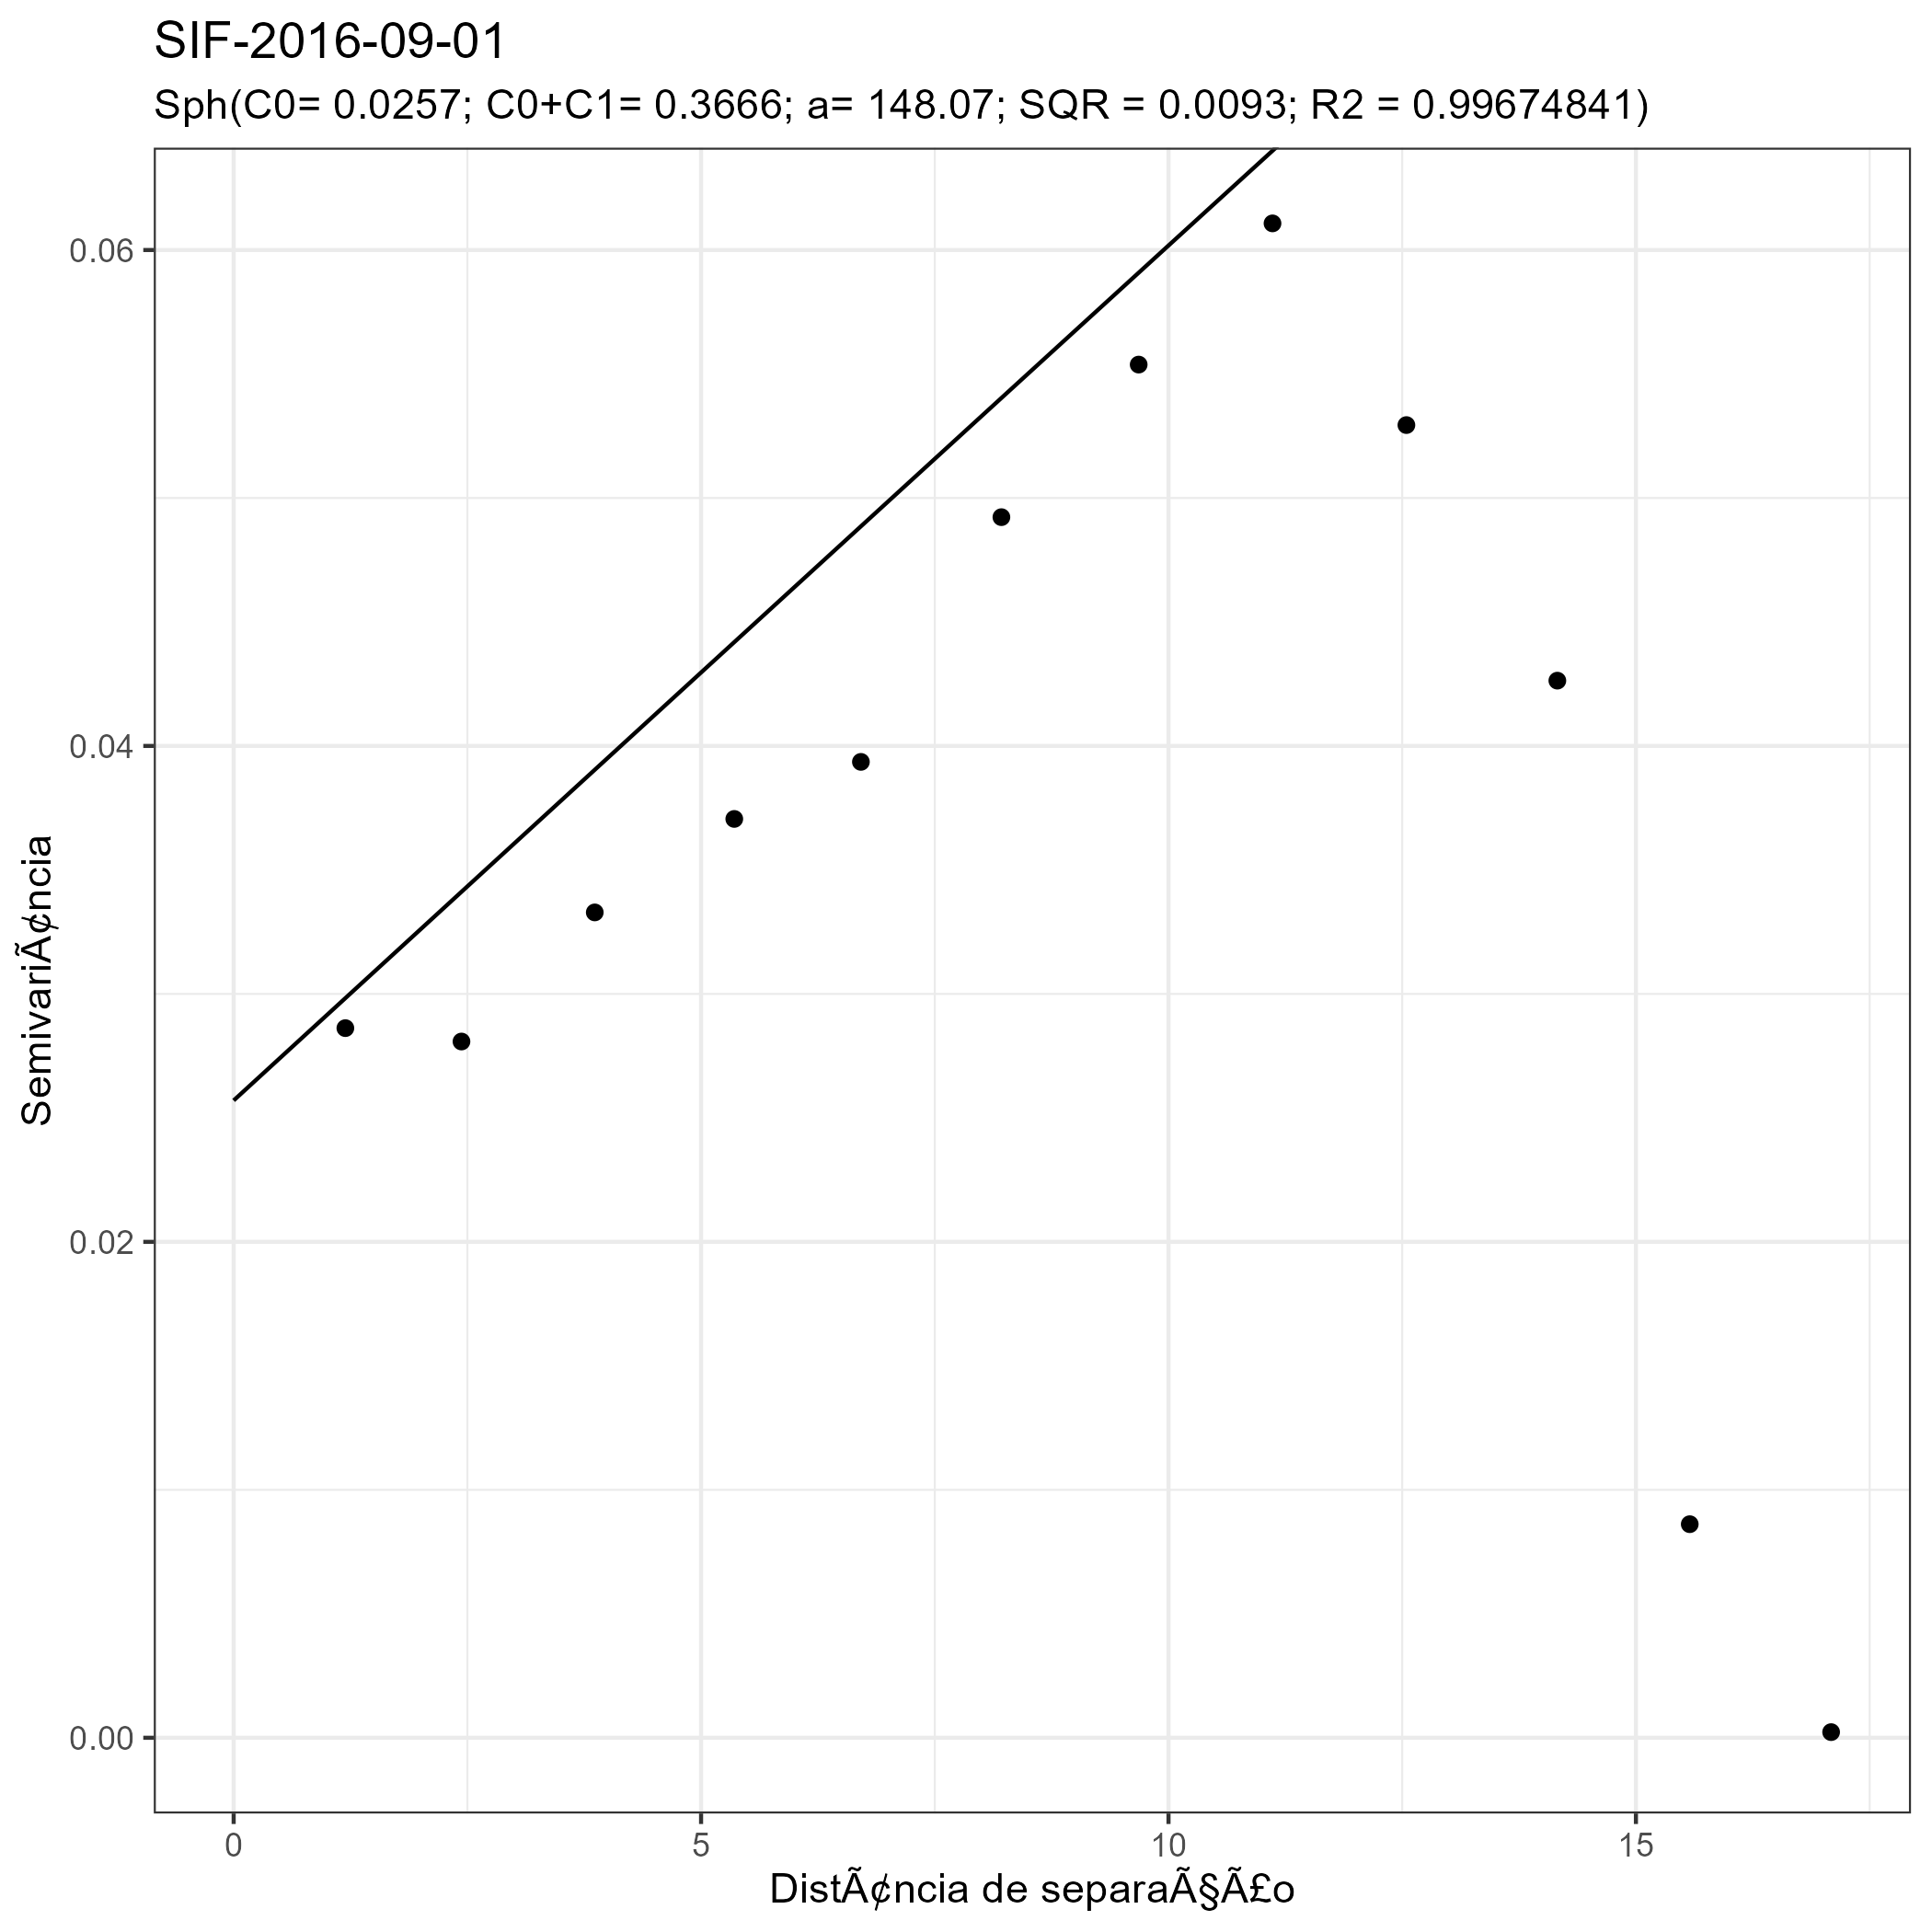 SIF-2016-09-01
Sph(C0= 0.0257; C0+C1= 0.3666; a= 148.07; SQR = 0.0093; R2 = 0.99674841)
0.06
0.04
0.02
0.00
SemivariÃ¢ncia
0 5 10 15
DistÃ¢ncia de separaÃ§Ã£o